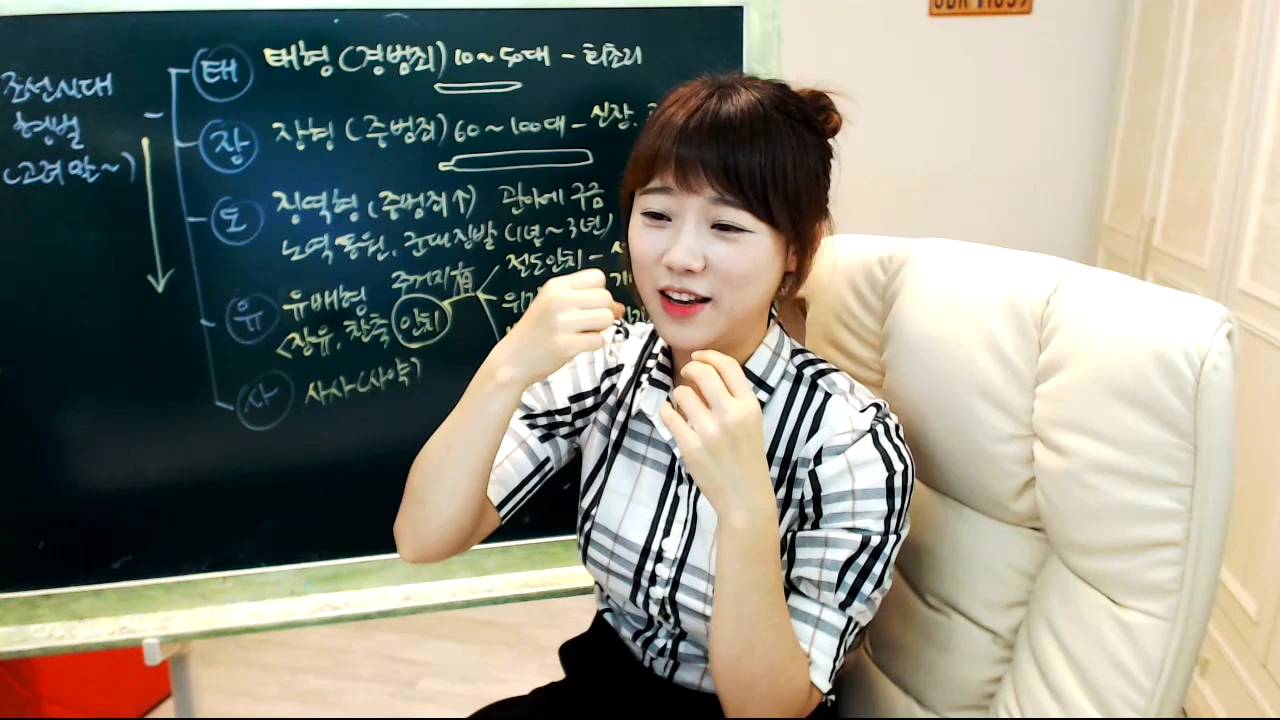 조선시대
형벌
(고려 말~)
태
태형 (경범죄) 10~50대 - 회초리
장
장형 (중범죄) 60~100대 - 신장.
도
징역형 (중범죄↑) 관아에 구금
노역 동원, 군대 징발 (1년~3년)
유
유배형
주거지有
절도안치 -
<장유, 안치
사
사사(사약)